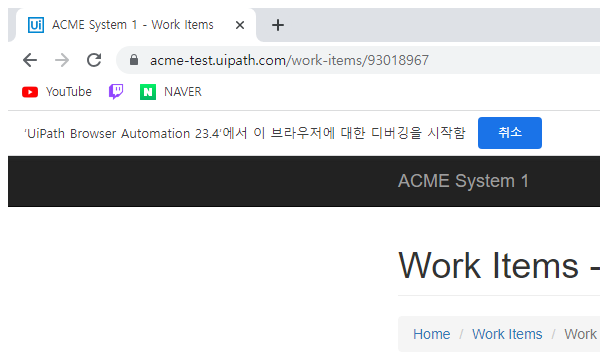 Ui ACME System 1 - Work Items
acme-test.uipath.com/work-items/93018967
YouTube N NAVER
'UiPath Browser Automation 23.4'에서 이 브라우저에 대한 디버깅을 시작함 취소
ACME System 1
Work Items -
Home / Work Items / Work